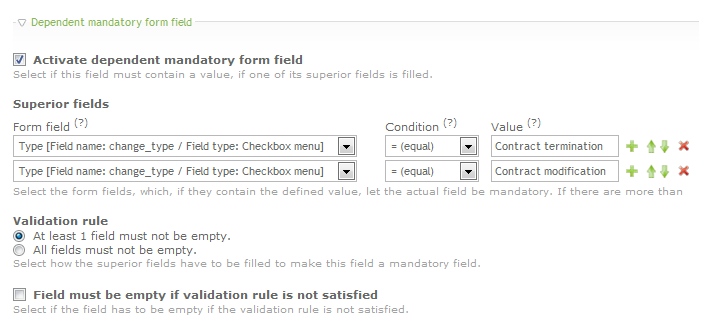 Dependent mandatory form field
Activate dependent mandatory form field
Select if this field must contain a value, if one of its superior fields is filled.
Superior fields
Form field (?) Condition (?) Value (?)
Type [Field name: change_type / Field type: Checkbox menu] = (equal) Contract termination
Type [Field name: change_type / Field type: Checkbox menu] = (equal) Contract modification
Select the form fields, which, if they contain the defined value, let the actual field be mandatory. If there are more than
Validation rule
At least 1 field must not be empty.
All fields must not be empty.
Select how the superior fields have to be filled to make this field a mandatory field.
Field must be empty if validation rule is not satisfied
Select if the field has to be empty if the validation rule is not satisfied.